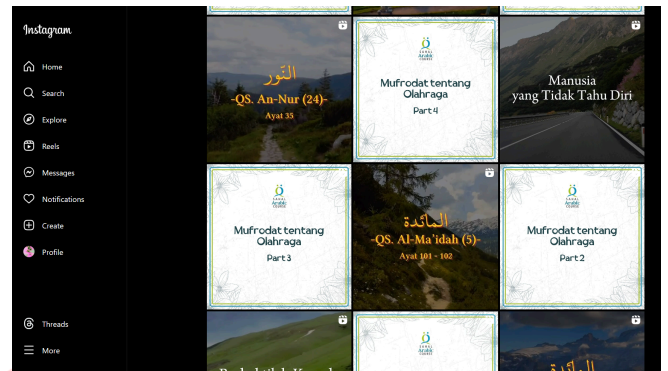 Instagram
Home
Search
Explore
Reels
Messages
Notifications
Create
Profile
Threads
More
النّور
-QS. An-Nur (24)-
Ayat 35
Mufrodat tentang
Olahraga
Part 4
Manusia
yang Tidak Tahu Diri
Mufrodat tentang
Olahraga
Part 3
المائدة
-QS. Al-Ma'idah (5)-
Ayat 101 - 102
Mufrodat tentang
Olahraga
Part 2
المائدة